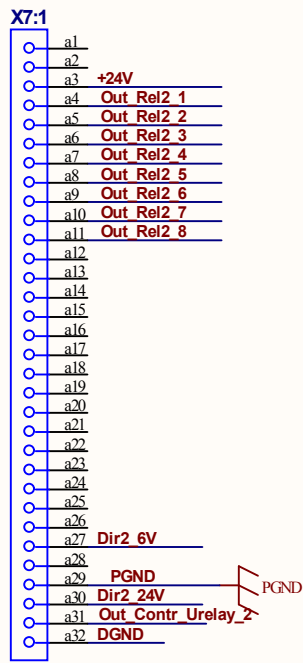 X7:1
a1
a2
a3 +24V
a4 Out_Rel2_1
a5 Out_Rel2_2
a6 Out_Rel2_3
a7 Out_Rel2_4
a8 Out_Rel2_5
a9 Out_Rel2_6
a10 Out_Rel2_7
a11 Out_Rel2_8
a12
a13
a14
a15
a16
a17
a18
a19
a20
a21
a22
a23
a24
a25
a26
a27 Dir2_6V
a28
a29 PGND PGND
a30 Dir2_24V
a31 Out_Contr_Urelay_2
a32 DGND